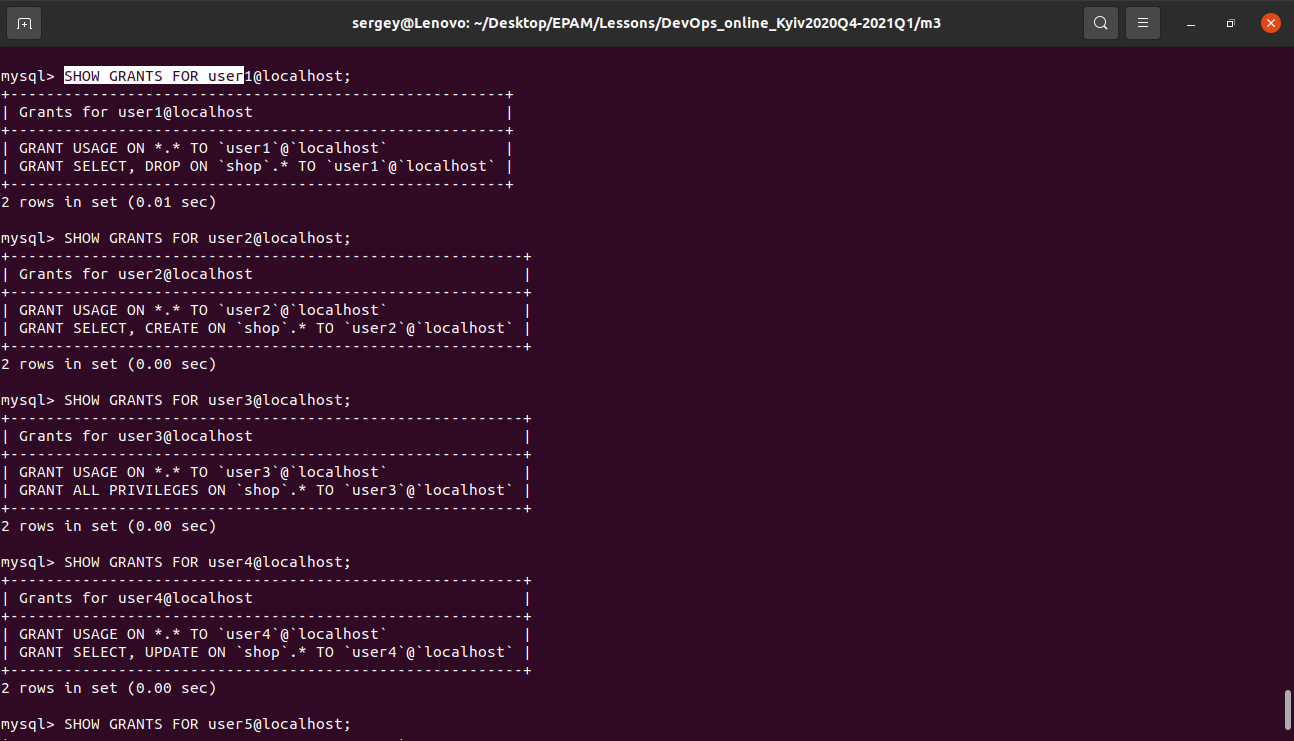 sergey@Lenovo: ~/Desktop/EPAM/Lessons/DevOps_online_Kyiv2020Q4-2021Q1/m3
mysql> SHOW GRANTS FOR user1@localhost;
+-------------------------------------------------------+
| Grants for user1@localhost                            |
+-------------------------------------------------------+
| GRANT USAGE ON *.* TO `user1`@`localhost`             |
| GRANT SELECT, DROP ON `shop`.* TO `user1`@`localhost` |
+-------------------------------------------------------+
2 rows in set (0.01 sec)
mysql> SHOW GRANTS FOR user2@localhost;
+---------------------------------------------------------+
| Grants for user2@localhost                              |
+---------------------------------------------------------+
| GRANT USAGE ON *.* TO `user2`@`localhost`               |
| GRANT SELECT, CREATE ON `shop`.* TO `user2`@`localhost` |
+---------------------------------------------------------+
2 rows in set (0.00 sec)
mysql> SHOW GRANTS FOR user3@localhost;
+---------------------------------------------------------+
| Grants for user3@localhost                              |
+---------------------------------------------------------+
| GRANT USAGE ON *.* TO `user3`@`localhost`               |
| GRANT ALL PRIVILEGES ON `shop`.* TO `user3`@`localhost` |
+---------------------------------------------------------+
2 rows in set (0.00 sec)
mysql> SHOW GRANTS FOR user4@localhost;
+---------------------------------------------------------+
| Grants for user4@localhost                              |
+---------------------------------------------------------+
| GRANT USAGE ON *.* TO `user4`@`localhost`               |
| GRANT SELECT, UPDATE ON `shop`.* TO `user4`@`localhost` |
+---------------------------------------------------------+
2 rows in set (0.00 sec)
mysql> SHOW GRANTS FOR user5@localhost;